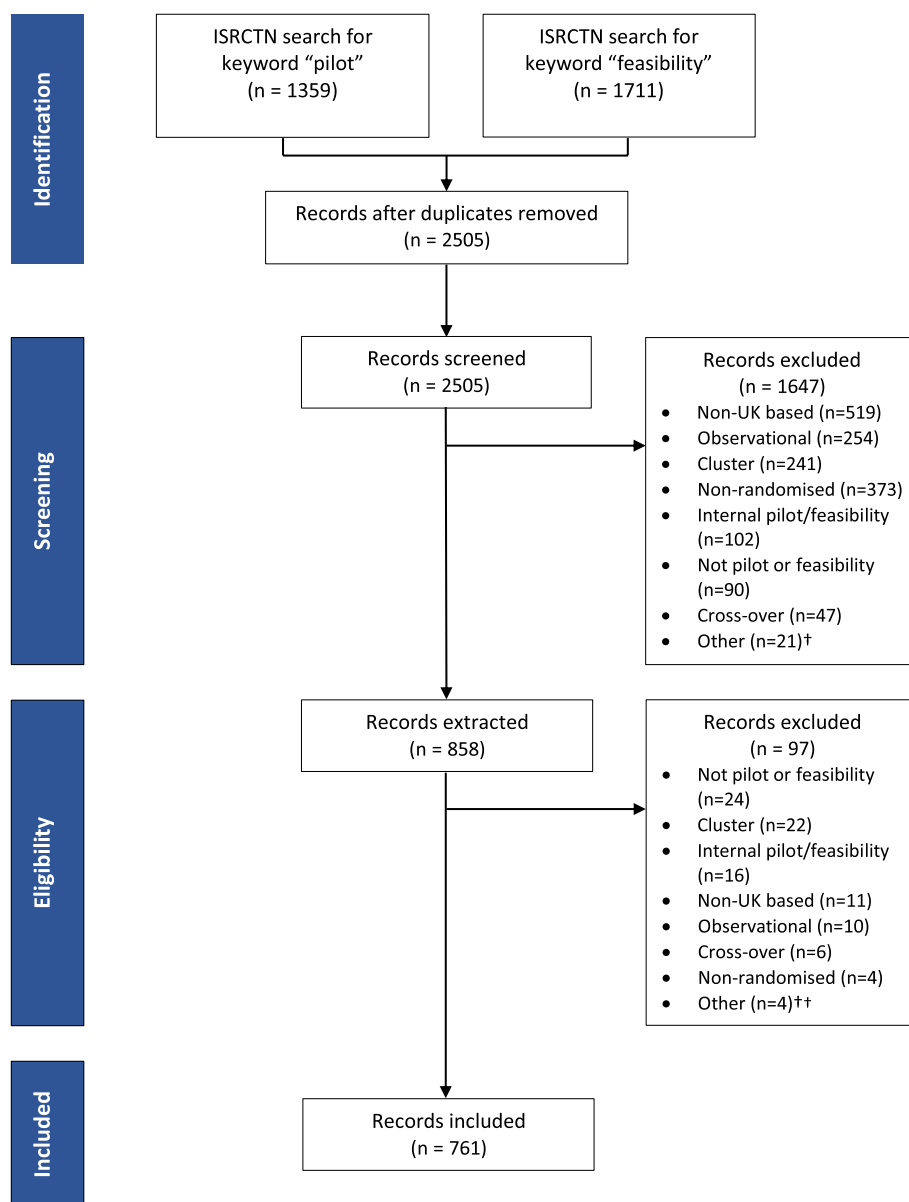 Identification
ISRCTN search for
keyword “pilot”
(n = 1359)
ISRCTN search for
keyword “feasibility”
(n = 1711)
Records after duplicates removed
(n = 2505)
Screening
Records screened
(n = 2505)
Records excluded
(n = 1647)
• Non-UK based (n=519)
• Observational (n=254)
• Cluster (n=241)
• Non-randomised (n=373)
• Internal pilot/feasibility
(n=102)
• Not pilot or feasibility
(n=90)
• Cross-over (n=47)
• Other (n=21)†
Eligibility
Records extracted
(n = 858)
Records excluded
(n = 97)
• Not pilot or feasibility
(n=24)
• Cluster (n=22)
• Internal pilot/feasibility
(n=16)
• Non-UK based (n=11)
• Observational (n=10)
• Cross-over (n=6)
• Non-randomised (n=4)
• Other (n=4)††
Included
Records included
(n = 761)